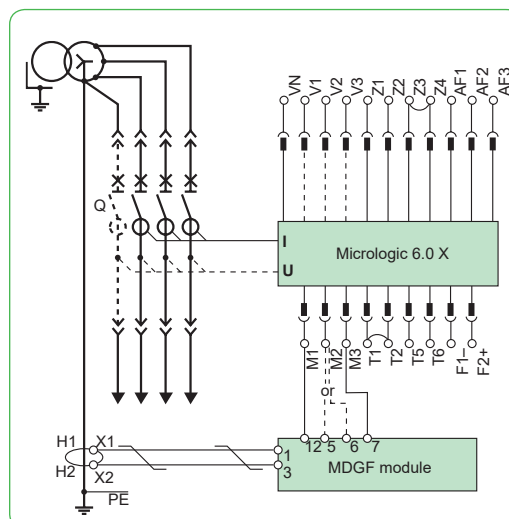 VN V1 V2 V3 Z1 Z2 Z3 Z4 AF1 AF2 AF3
Q
I
U
Micrologic 6.0 X
M1 M2 M3 T1 T2 T5 T6 F1– F2+
or
12 5 6 7
H1 X1
1
MDGF module
H2 X2
3
PE